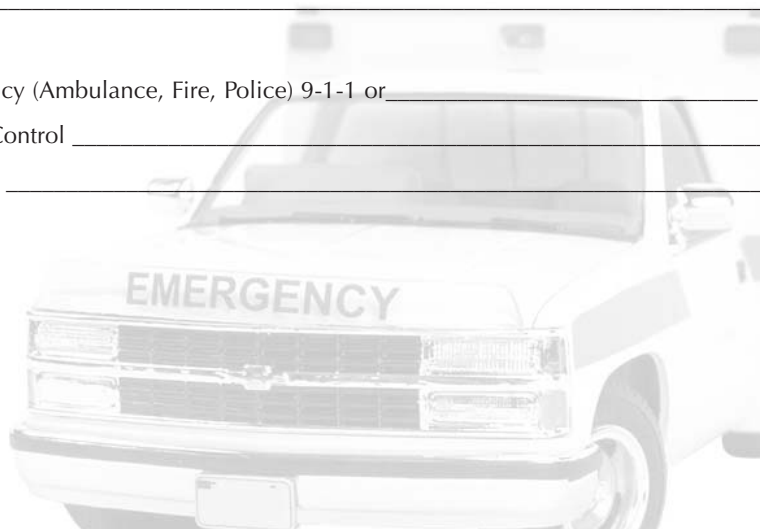 cy (Ambulance, Fire, Police) 9-1-1 or
Control
EMERGENCY